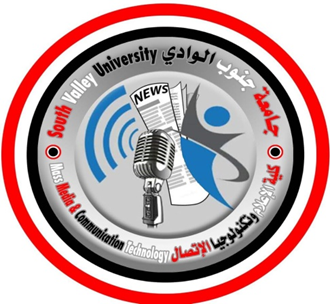 South Valley University جامعة جنوب الوادي
NEWS
كلية الإعلام وتكنولوجيا الإتصال
Mass Media & Communication Technology